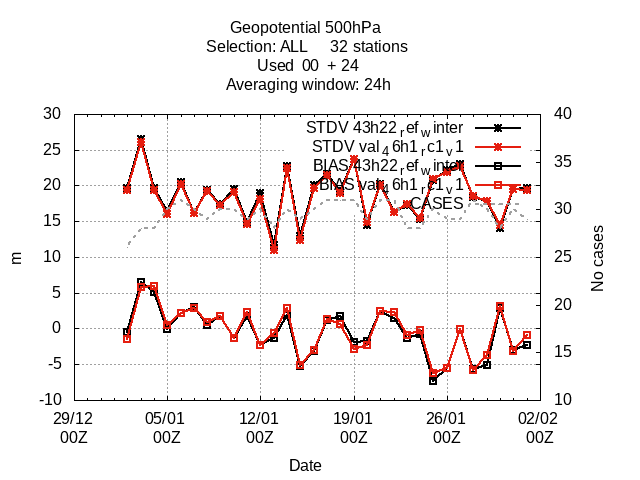 Geopotential 500hPa
Selection: ALL     32 stations
Used  00  + 24
Averaging window: 24h
STDV 43h22_ref_winter
STDV val_46h1_rc1_v1
BIAS 43h22_ref_winter
BIAS val_46h1_rc1_v1
CASES
30
25
20
15
10
5
0
-5
-10
m
40
35
30
25
20
15
10
No cases
29/12 05/01 12/01 19/01 26/01 02/02
00Z 00Z 00Z 00Z 00Z 00Z
Date